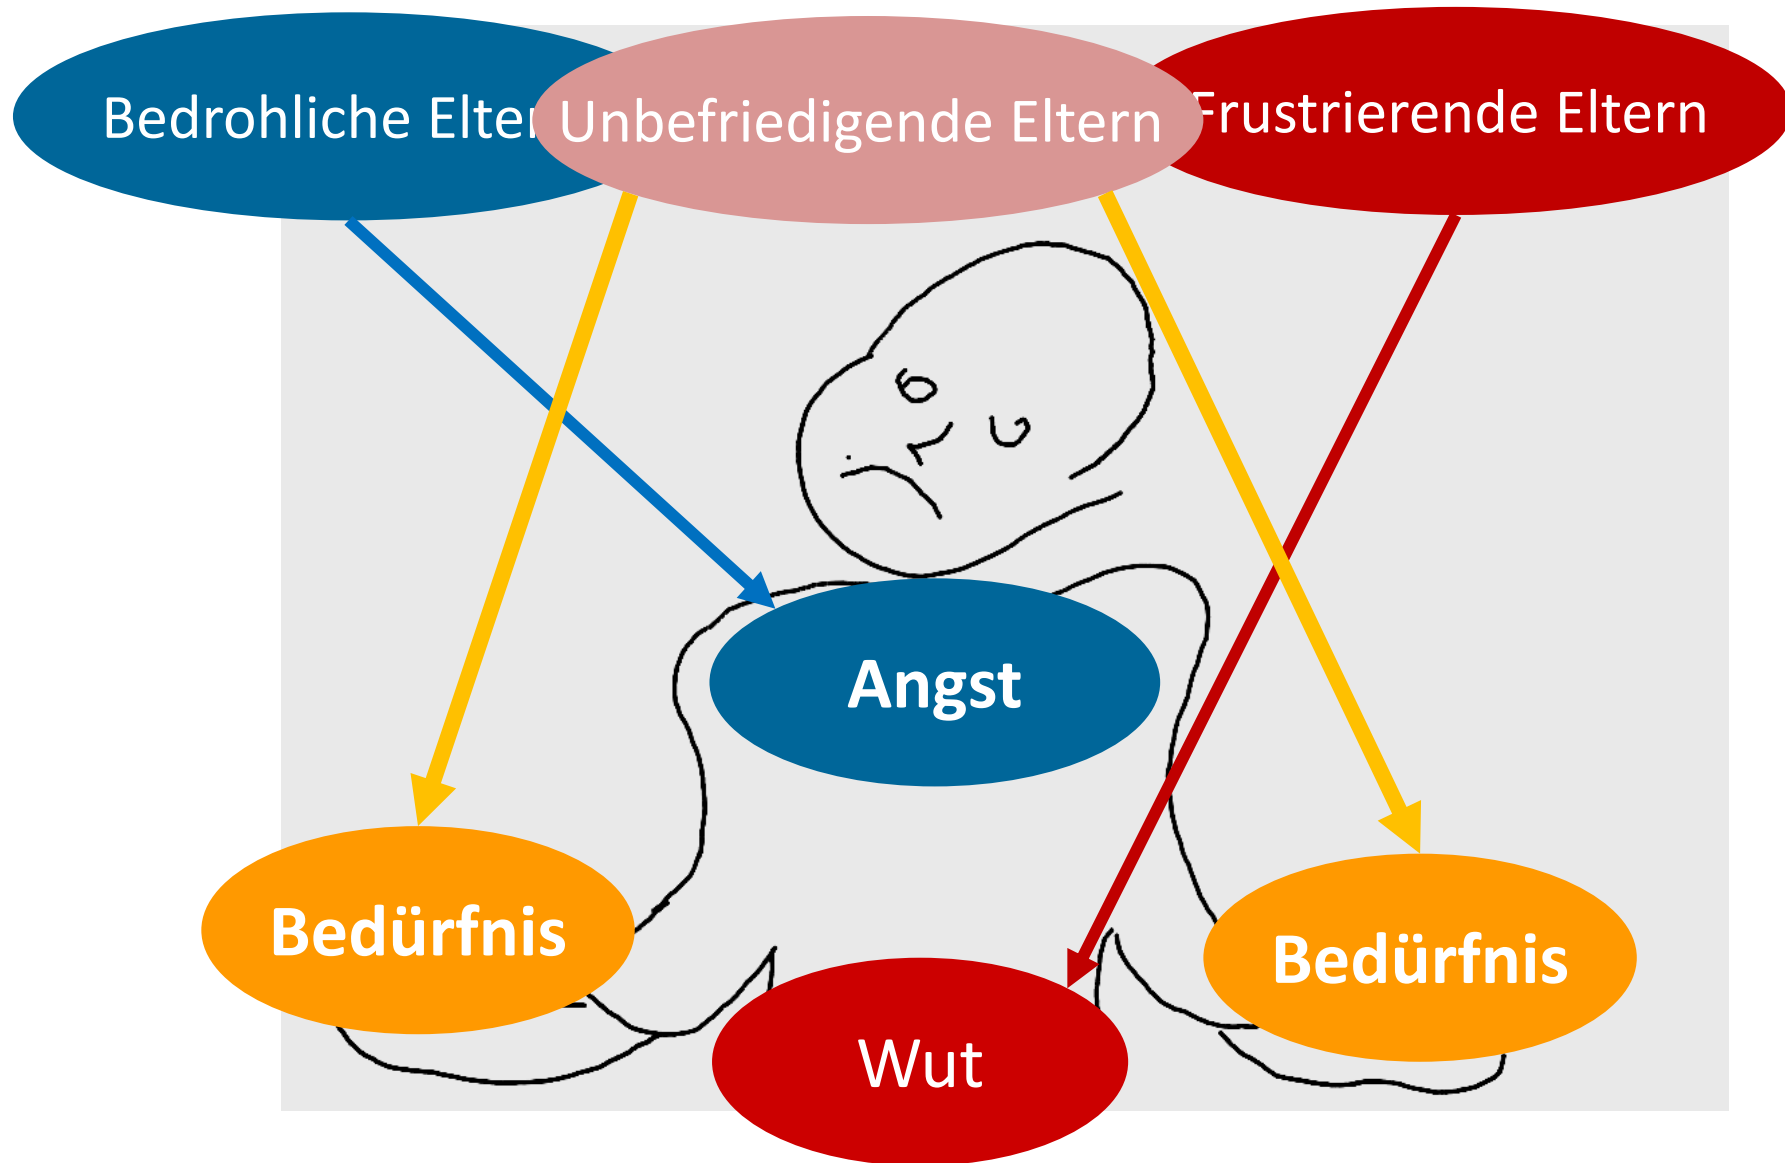 Bedrohliche Elter
Unbefriedigende Eltern
Frustrierende Eltern
Angst
Bedürfnis
Bedürfnis
Wut